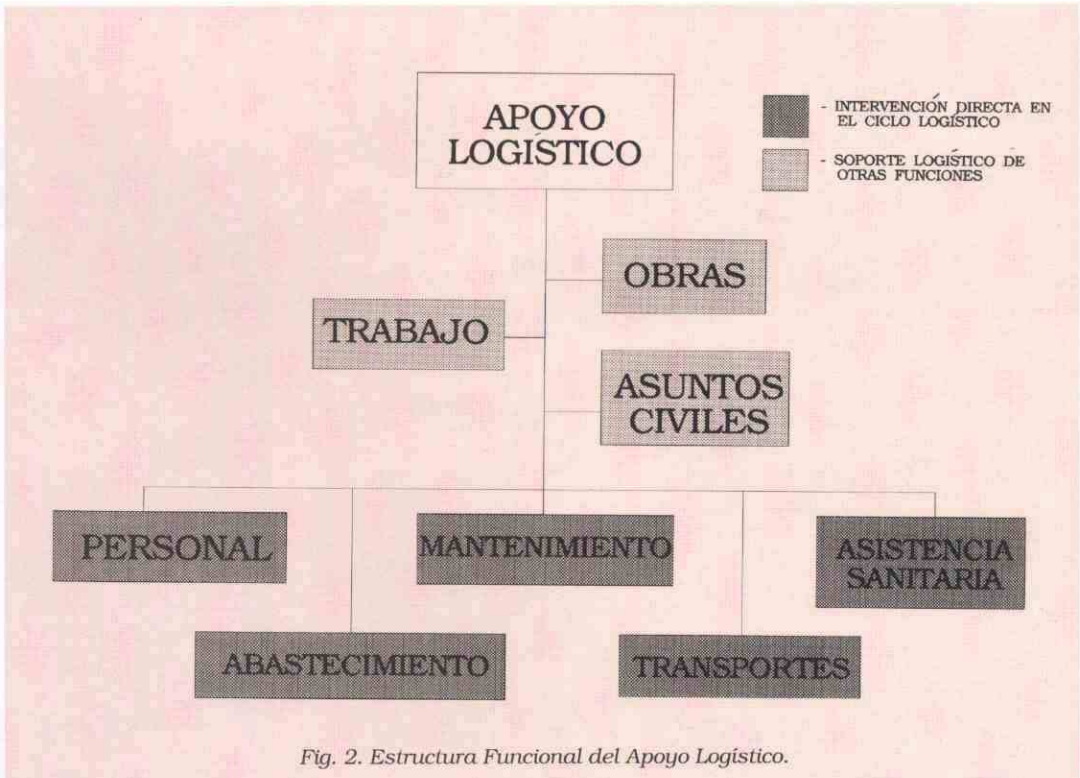 APOYO
LOGÍSTICO
- INTERVENCIÓN DIRECTA EN
EL CICLO LOGÍSTICO
- SOPORTE LOGÍSTICO DE
OTRAS FUNCIONES
OBRAS
TRABAJO
ASUNTOS
CIVILES
PERSONAL
MANTENIMIENTO
ASISTENCIA
SANITARIA
ABASTECIMIENTO
TRANSPORTES
Fig. 2. Estructura Funcional del Apoyo Logístico.